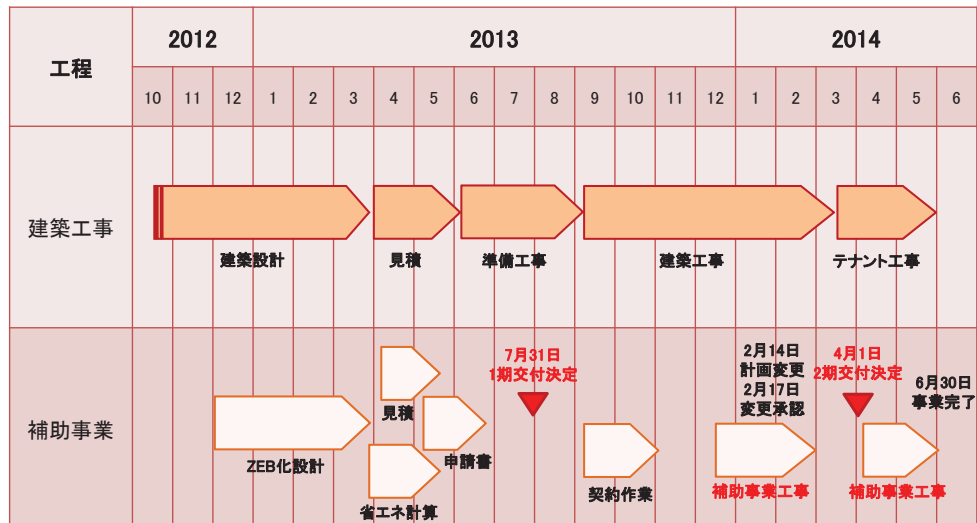 工程
2012
2013
2014
10 11 12 1 2 3 4 5 6 7 8 9 10 11 12 1 2 3 4 5 6
建築工事
建築設計
見積
準備工事
建築工事
テナント工事
補助事業
ZEB化設計
見積
省エネ計算
申請書
7月31日
1期交付決定
契約作業
2月14日
計画変更
2月17日
変更承認
補助事業工事
4月1日
2期交付決定
補助事業工事
6月30日
事業完了